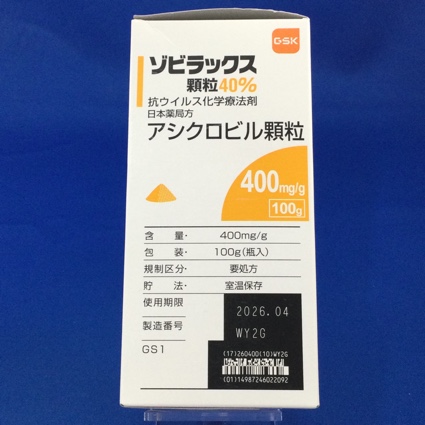 GSK
ゾビラックス
顆粒40%
抗ウイルス化学療法剤
日本薬局方
アシクロビル顆粒
400mg/g
100g
含 量・ 400mg/g
包 装・ 100g(瓶入)
規制区分・ 要処方
貯 法・ 室温保存
使用期限 2026.04
製造番号 WY2G
GS1
(17)260400(10)WY2G
(01)14987246022092